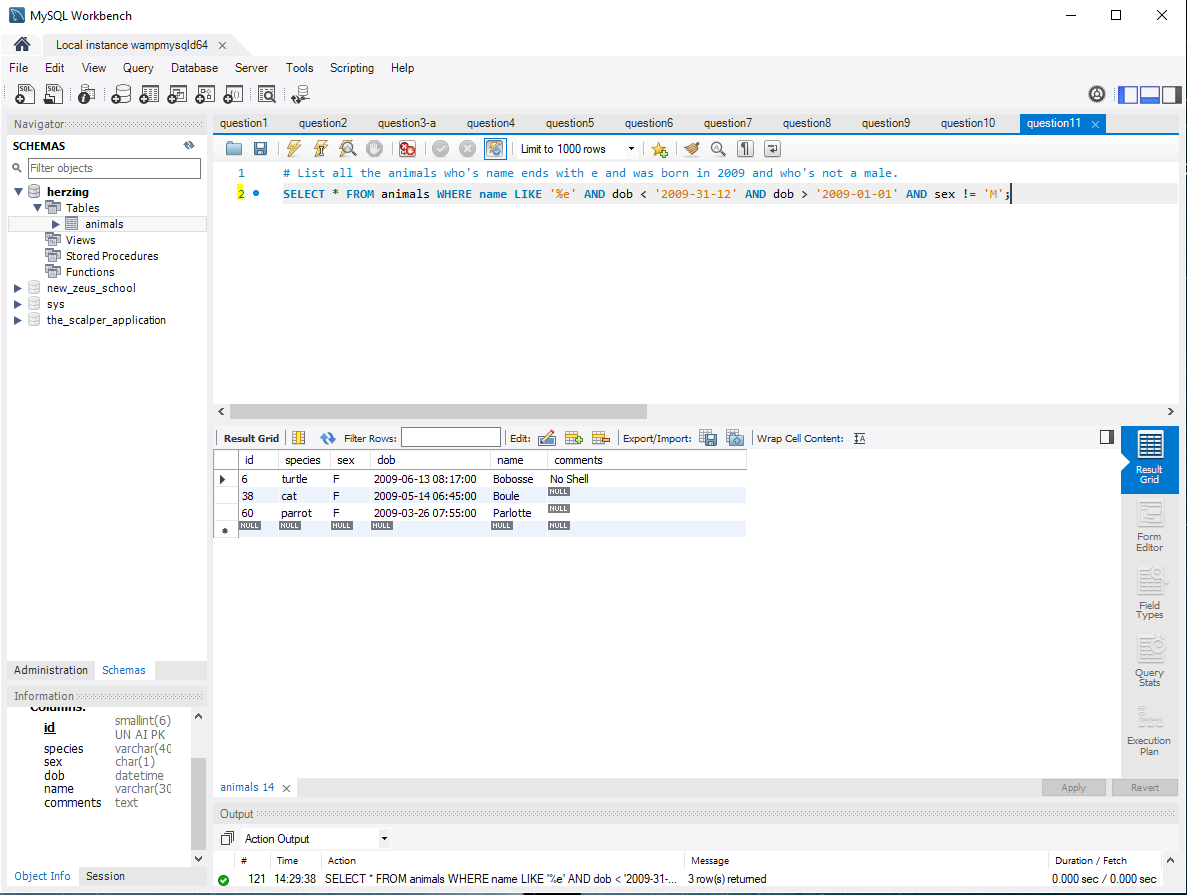 MySQL Workbench
Local instance wampmysqld64
File Edit View Query Database Server Tools Scripting Help
Navigator
SCHEMAS
Filter objects
herzing
Tables
animals
Views
Stored Procedures
Functions
new_zeus_school
sys
the_scalper_application
Administration Schemas
Information
Columns:
id smallint(6) UN AI PK
species varchar(40
sex char(1)
dob datetime
name varchar(30
comments text
Object Info Session
question1 question2 question3-a question4 question5 question6 question7 question8 question9 question10 question11
Limit to 1000 rows
1 # List all the animals who's name ends with e and was born in 2009 and who's not a male.
2 SELECT * FROM animals WHERE name LIKE '%e' AND dob < '2009-31-12' AND dob > '2009-01-01' AND sex != 'M';
Result Grid Filter Rows: Edit: Export/Import: Wrap Cell Content:
id species sex dob name comments
6 turtle F 2009-06-13 08:17:00 Bobosse No Shell
38 cat F 2009-05-14 06:45:00 Boule NULL
60 parrot F 2009-03-26 07:55:00 Parlotte NULL
NULL NULL NULL NULL NULL NULL
Result Grid
Form Editor
Field Types
Query Stats
Execution Plan
animals 14 Apply Revert
Output
Action Output
# Time Action Message Duration / Fetch
121 14:29:38 SELECT * FROM animals WHERE name LIKE '%e' AND dob < '2009-31-... 3 row(s) returned 0.000 sec / 0.000 sec